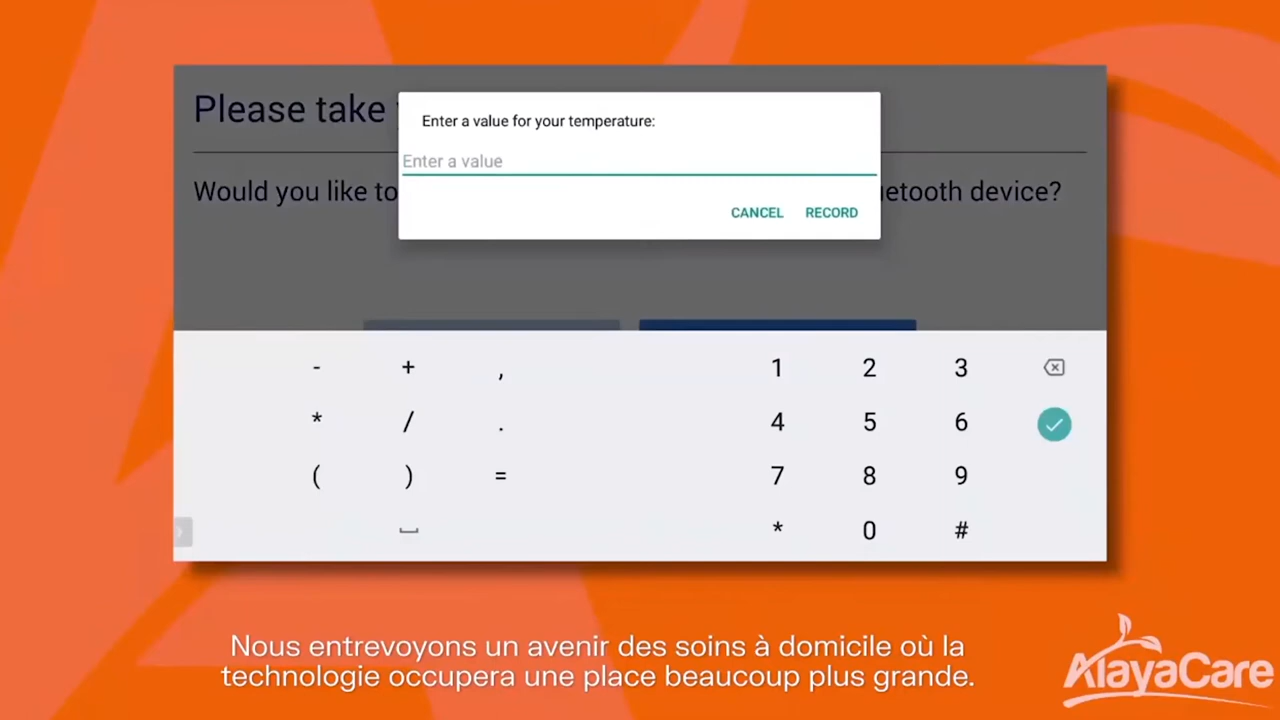 Please take
Enter a value for your temperature:
Enter a value
Would you like to
etooth device?
CANCEL RECORD
- + , 1 2 3
* / . 4 5 6
( ) = 7 8 9
* 0 #
Nous entrevoyons un avenir des soins à domicile où la
technologie occupera une place beaucoup plus grande.
AlayaCare